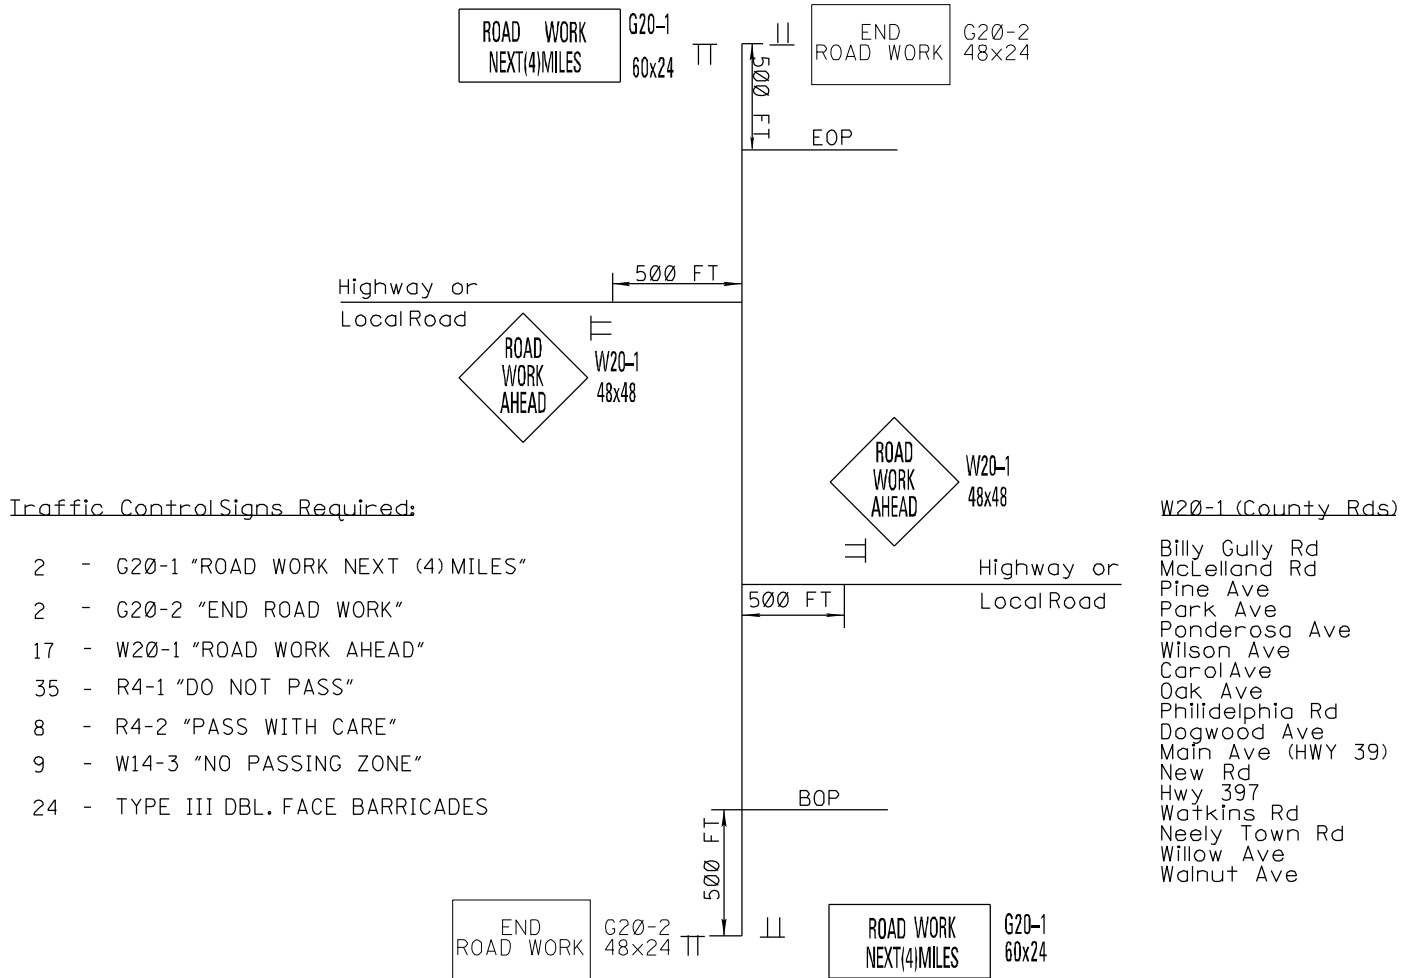 ROAD WORK
NEXT(4)MILES
G20-1
60x24
END
ROAD WORK
G20-2
48x24
500 FT
EOP
500 FT
Highway or
Local Road
ROAD
WORK
AHEAD
W20-1
48x48
ROAD
WORK
AHEAD
W20-1
48x48
Highway or
Local Road
500 FT
Traffic Control Signs Required:
2 - G20-1 "ROAD WORK NEXT (4) MILES"
2 - G20-2 "END ROAD WORK"
17 - W20-1 "ROAD WORK AHEAD"
35 - R4-1 "DO NOT PASS"
8 - R4-2 "PASS WITH CARE"
9 - W14-3 "NO PASSING ZONE"
24 - TYPE III DBL. FACE BARRICADES
W20-1 (County Rds)
Billy Gully Rd
McLelland Rd
Pine Ave
Park Ave
Ponderosa Ave
Wilson Ave
Carol Ave
Oak Ave
Philidelphia Rd
Dogwood Ave
Main Ave (HWY 39)
New Rd
Hwy 397
Watkins Rd
Neely Town Rd
Willow Ave
Walnut Ave
BOP
500 FT
END
ROAD WORK
G20-2
48x24
ROAD WORK
NEXT(4)MILES
G20-1
60x24